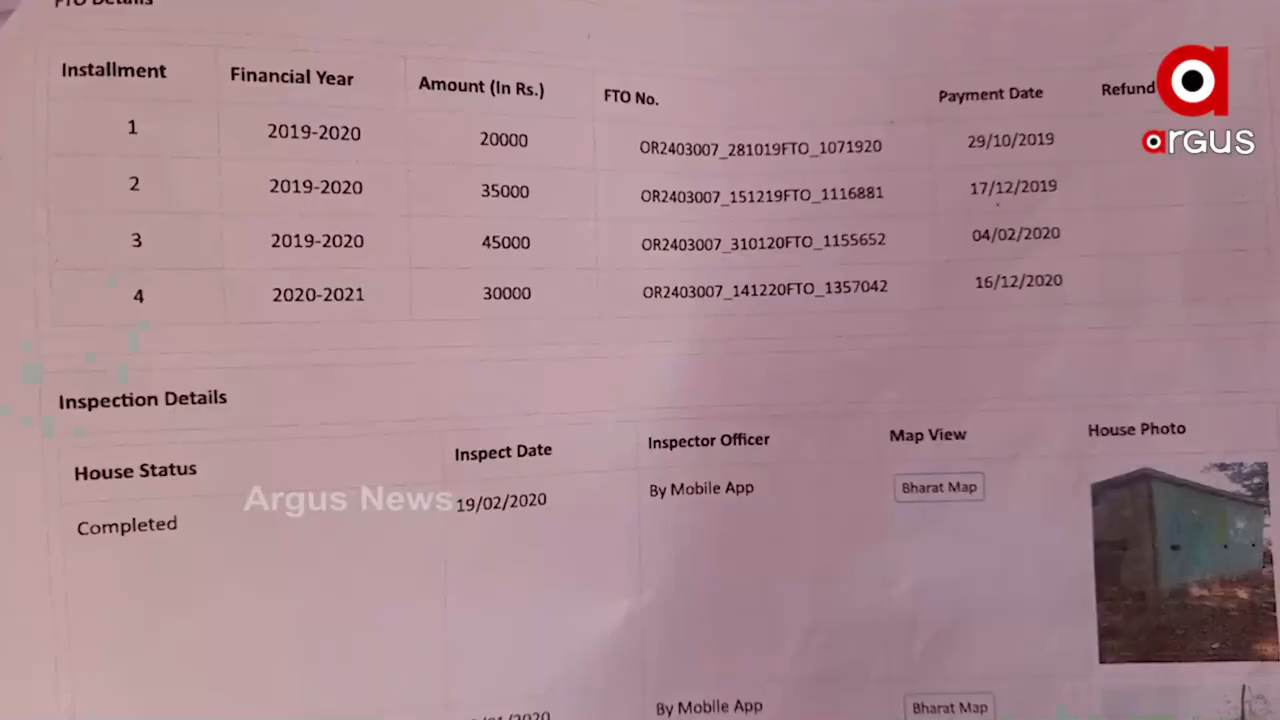 FTO Details
Installment Financial Year Amount (In Rs.) FTO No. Payment Date Refund
1 2019-2020 20000 OR2403007_281019FTO_1071920 29/10/2019
2 2019-2020 35000 OR2403007_151219FTO_1116881 17/12/2019
3 2019-2020 45000 OR2403007_310120FTO_1155652 04/02/2020
4 2020-2021 30000 OR2403007_141220FTO_1357042 16/12/2020
argus
Inspection Details
House Status Inspect Date Inspector Officer Map View House Photo
Completed 19/02/2020 By Mobile App Bharat Map
Argus News
By Mobile App Bharat Map